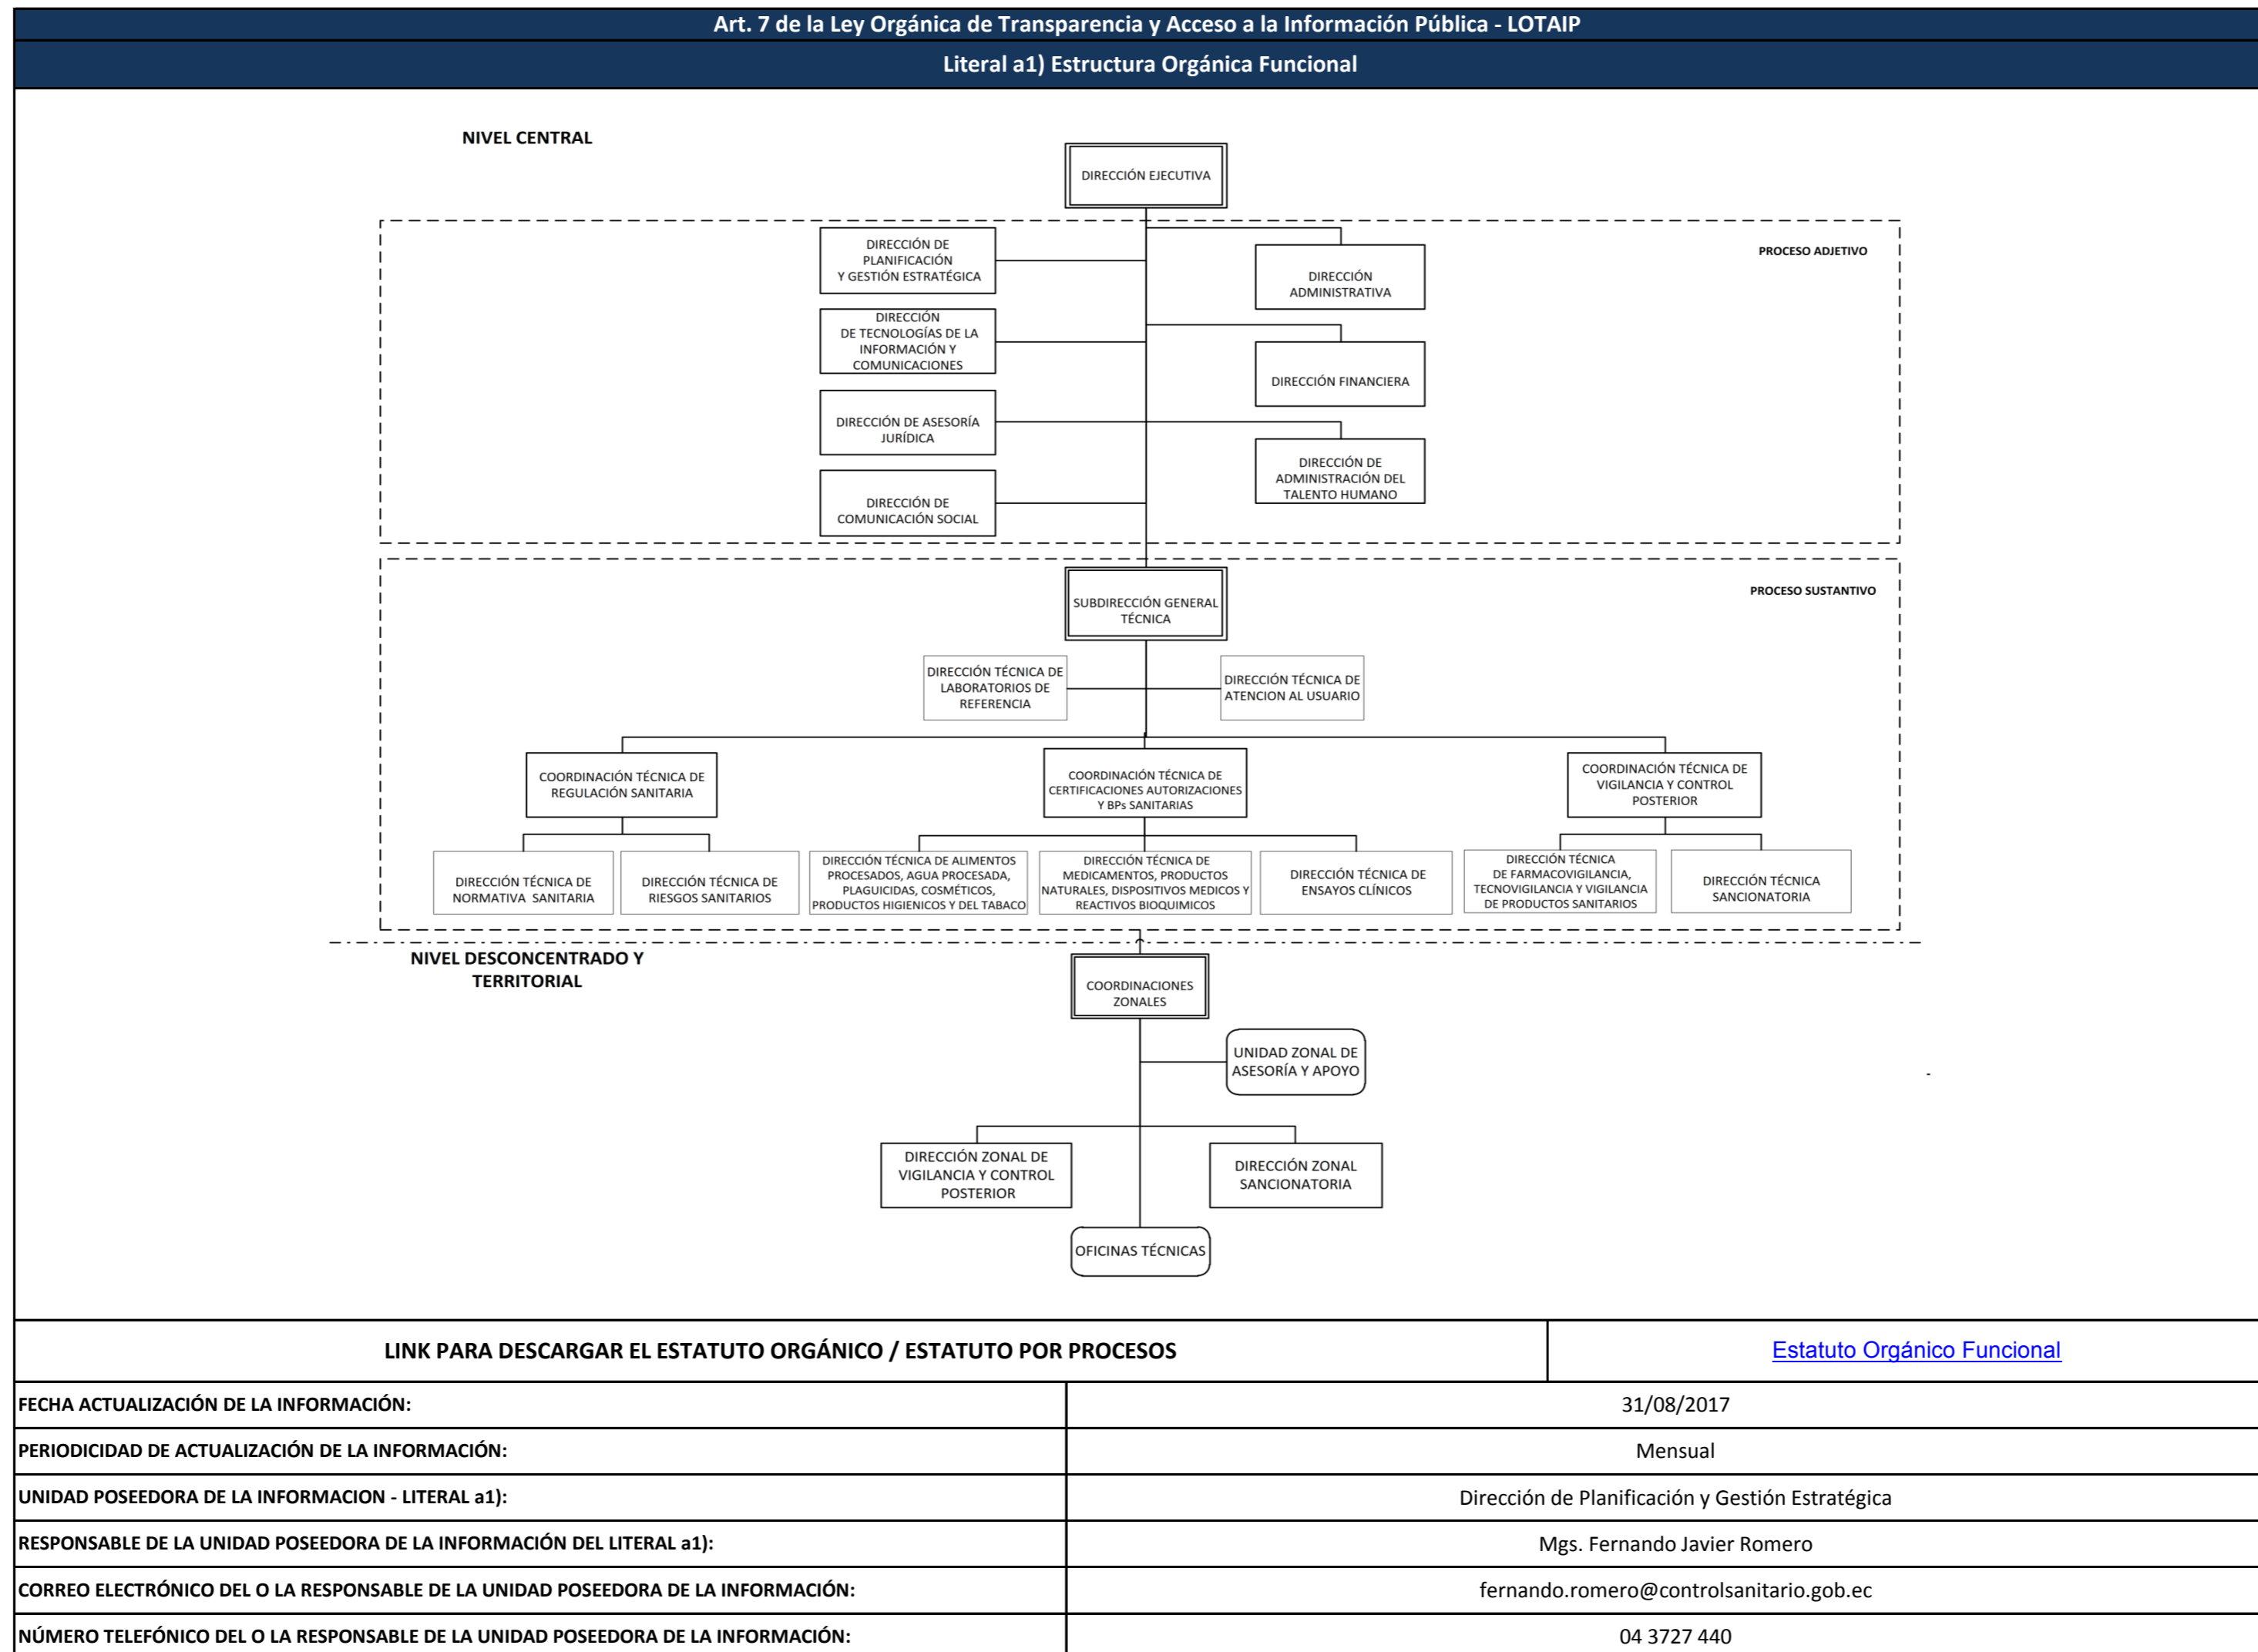 Art. 7 de la Ley Orgánica de Transparencia y Acceso a la Información Pública - LOTAIP
Literal a1) Estructura Orgánica Funcional
NIVEL CENTRAL
DIRECCIÓN EJECUTIVA
PROCESO ADJETIVO
DIRECCIÓN DE
PLANIFICACIÓN
Y GESTIÓN ESTRATÉGICA
DIRECCIÓN
ADMINISTRATIVA
DIRECCIÓN
DE TECNOLOGÍAS DE LA
INFORMACIÓN Y
COMUNICACIONES
DIRECCIÓN FINANCIERA
DIRECCIÓN DE ASESORÍA
JURÍDICA
DIRECCIÓN DE
ADMINISTRACIÓN DEL
TALENTO HUMANO
DIRECCIÓN DE
COMUNICACIÓN SOCIAL
PROCESO SUSTANTIVO
SUBDIRECCIÓN GENERAL
TÉCNICA
DIRECCIÓN TÉCNICA DE
LABORATORIOS DE
REFERENCIA
DIRECCIÓN TÉCNICA DE
ATENCION AL USUARIO
COORDINACIÓN TÉCNICA DE
REGULACIÓN SANITARIA
COORDINACIÓN TÉCNICA DE
CERTIFICACIONES AUTORIZACIONES
Y BPs SANITARIAS
COORDINACIÓN TÉCNICA DE
VIGILANCIA Y CONTROL
POSTERIOR
DIRECCIÓN TÉCNICA DE
NORMATIVA  SANITARIA
DIRECCIÓN TÉCNICA DE
RIESGOS SANITARIOS
DIRECCIÓN TÉCNICA DE ALIMENTOS
PROCESADOS, AGUA PROCESADA,
PLAGUICIDAS, COSMÉTICOS,
PRODUCTOS HIGIENICOS Y DEL TABACO
DIRECCIÓN TÉCNICA DE
MEDICAMENTOS, PRODUCTOS
NATURALES, DISPOSITIVOS MEDICOS Y
REACTIVOS BIOQUIMICOS
DIRECCIÓN TÉCNICA DE
ENSAYOS CLÍNICOS
DIRECCIÓN TÉCNICA
DE FARMACOVIGILANCIA,
TECNOVIGILANCIA Y VIGILANCIA
DE PRODUCTOS SANITARIOS
DIRECCIÓN TÉCNICA
SANCIONATORIA
NIVEL DESCONCENTRADO Y
TERRITORIAL
COORDINACIONES
ZONALES
UNIDAD ZONAL DE
ASESORÍA Y APOYO
-
DIRECCIÓN ZONAL DE
VIGILANCIA Y CONTROL
POSTERIOR
DIRECCIÓN ZONAL
SANCIONATORIA
OFICINAS TÉCNICAS
LINK PARA DESCARGAR EL ESTATUTO ORGÁNICO / ESTATUTO POR PROCESOS
Estatuto Orgánico Funcional
FECHA ACTUALIZACIÓN DE LA INFORMACIÓN:
31/08/2017
PERIODICIDAD DE ACTUALIZACIÓN DE LA INFORMACIÓN:
Mensual
UNIDAD POSEEDORA DE LA INFORMACION - LITERAL a1):
Dirección de Planificación y Gestión Estratégica
RESPONSABLE DE LA UNIDAD POSEEDORA DE LA INFORMACIÓN DEL LITERAL a1):
Mgs. Fernando Javier Romero
CORREO ELECTRÓNICO DEL O LA RESPONSABLE DE LA UNIDAD POSEEDORA DE LA INFORMACIÓN:
fernando.romero@controlsanitario.gob.ec
NÚMERO TELEFÓNICO DEL O LA RESPONSABLE DE LA UNIDAD POSEEDORA DE LA INFORMACIÓN:
04 3727 440